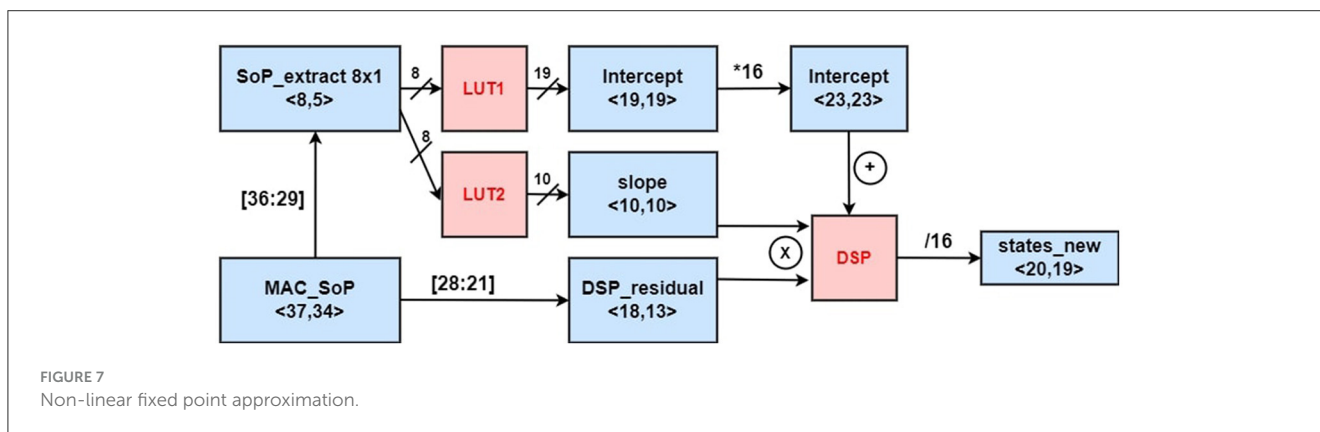 SoP_extract 8x1
<8,5>
8
LUT1
19
Intercept
<19,19>
*16
Intercept
<23,23>
8
LUT2
10
slope
<10,10>
+
[36:29]
X
DSP
/16
states_new
<20,19>
MAC_SoP
<37,34>
[28:21]
DSP_residual
<18,13>
FIGURE 7
Non-linear fixed point approximation.